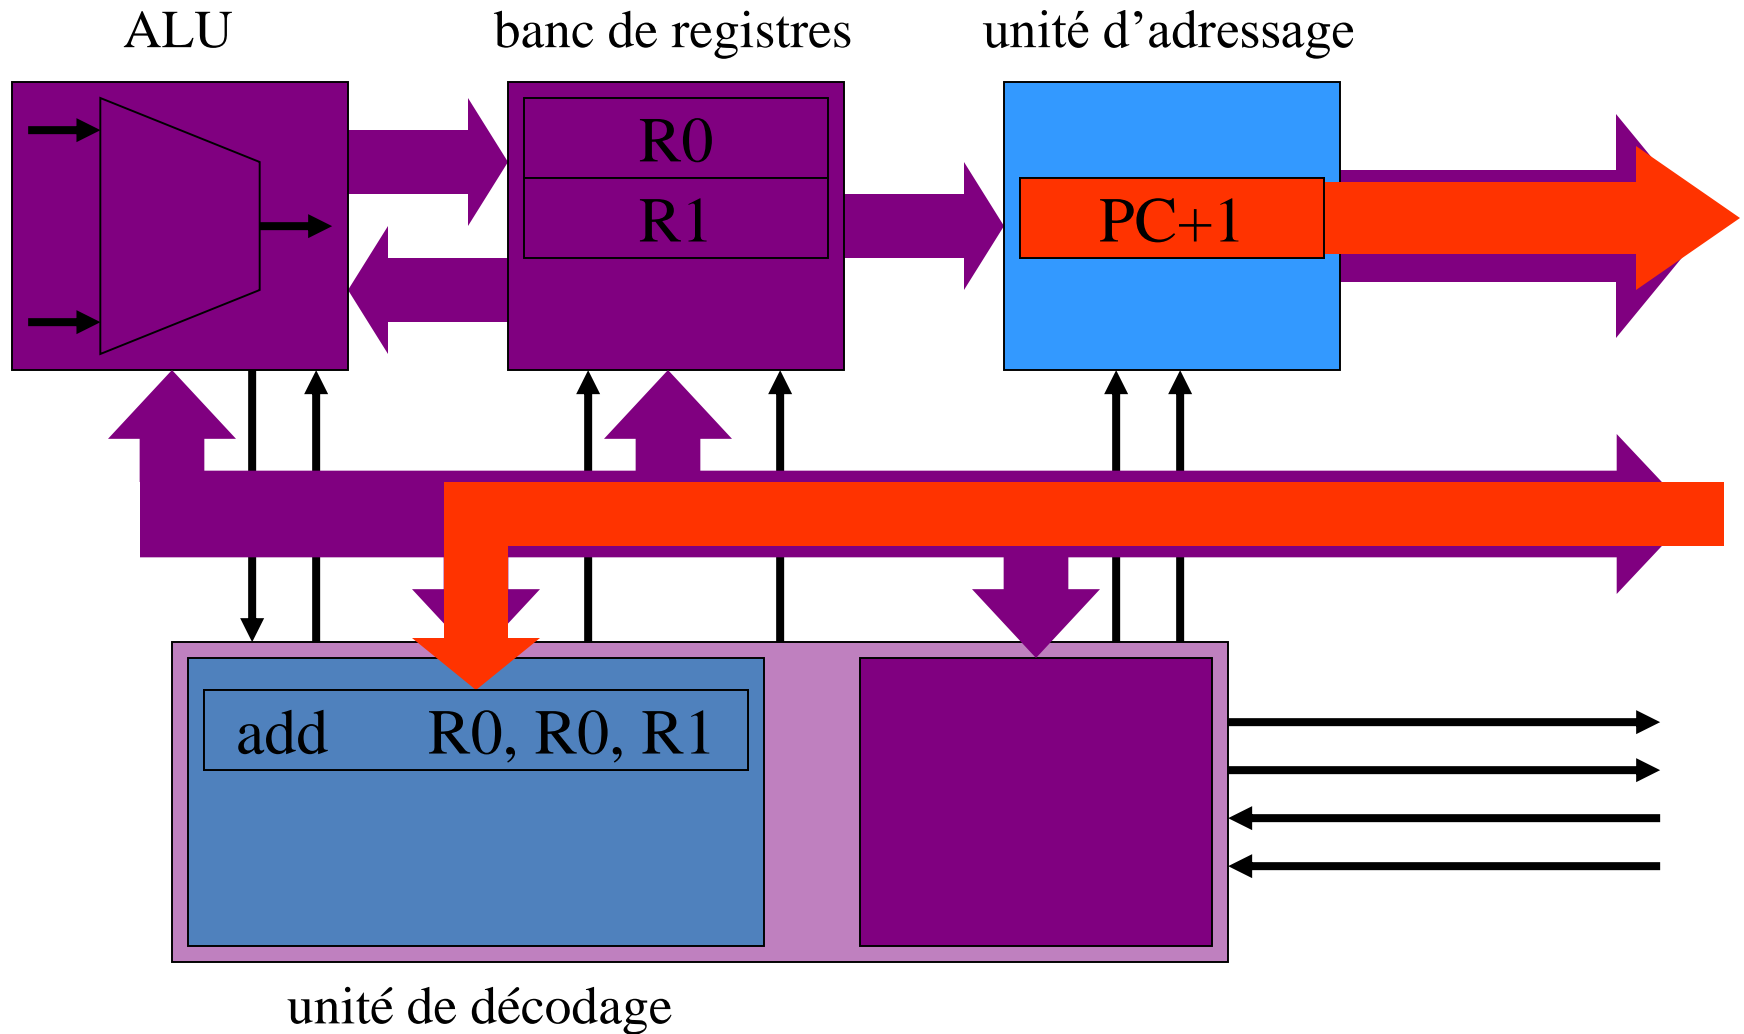 ALU
banc de registres
unité d’adressage
R0
R1
PC+1
add R0, R0, R1
unité de décodage